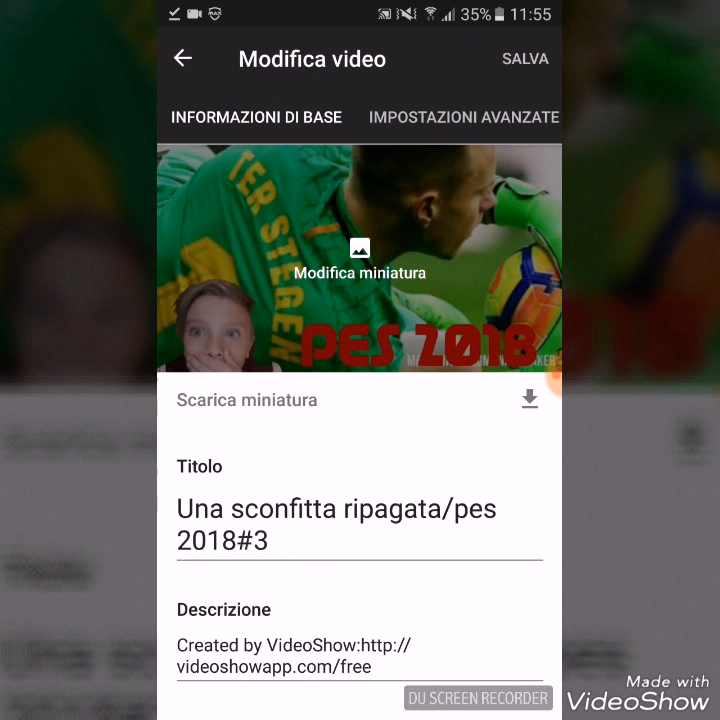 35% 11:55
Modifica video
SALVA
INFORMAZIONI DI BASE
IMPOSTAZIONI AVANZATE
TER STEGEN
1
Modifica miniatura
PES 2018
Scarica miniatura
Titolo
Una sconfitta ripagata/pes
2018#3
Descrizione
Created by VideoShow:http://
videoshowapp.com/free
DU SCREEN RECORDER
Made with
VideoShow